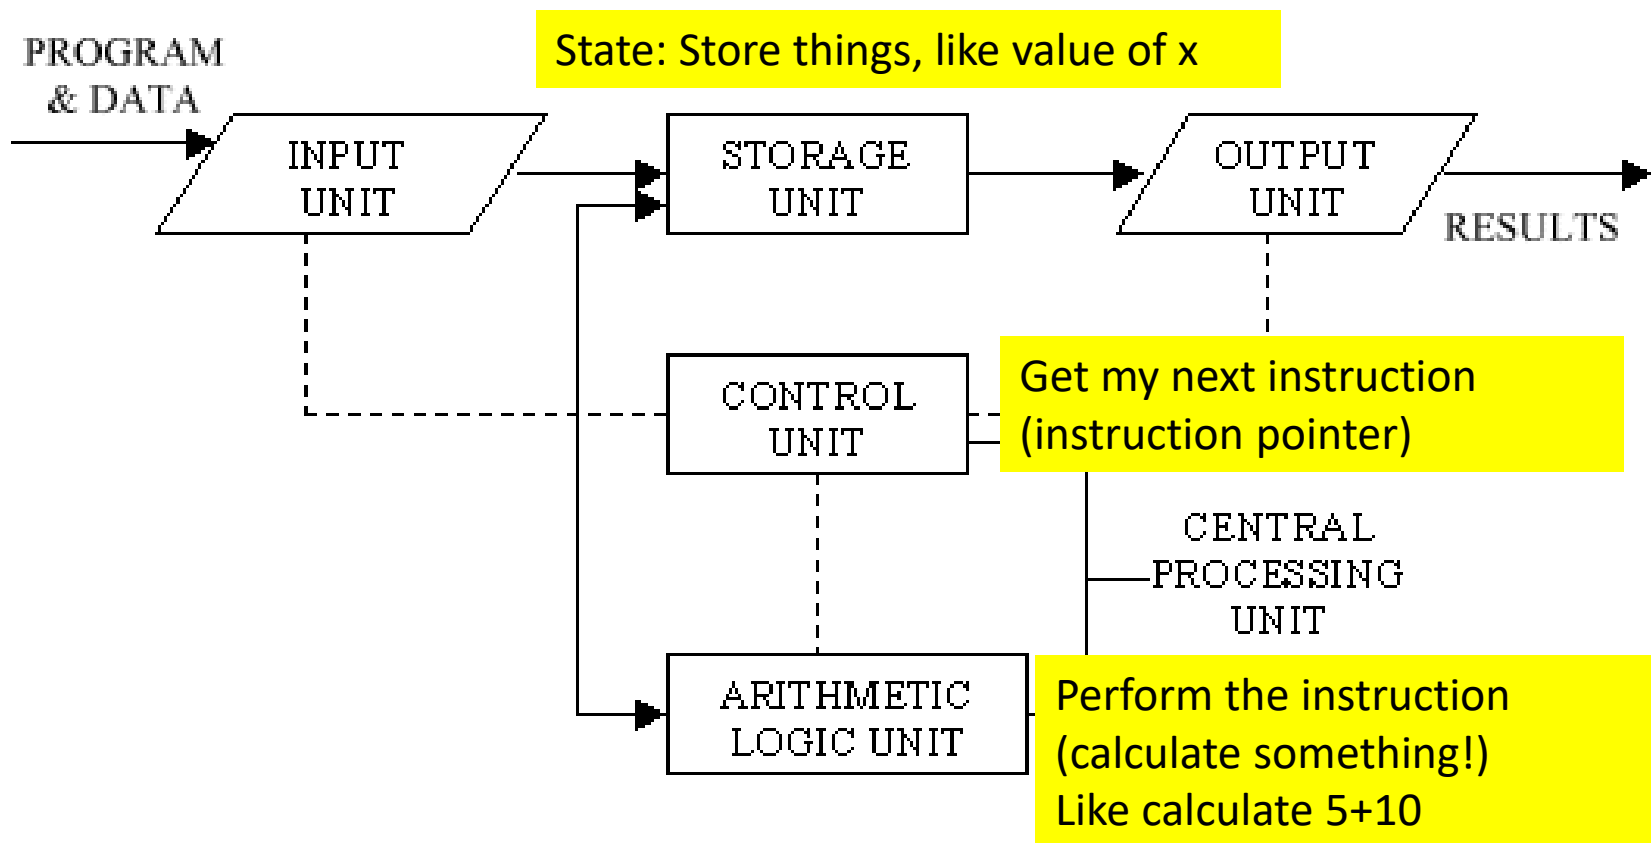 State: Store things, like value of x
PROGRAM
& DATA
INPUT
UNIT
STORAGE
UNIT
OUTPUT
UNIT
RESULTS
CONTROL
UNIT
Get my next instruction
(instruction pointer)
CENTRAL
PROCESSING
UNIT
ARITHMETIC
LOGIC UNIT
Perform the instruction
(calculate something!)
Like calculate 5+10